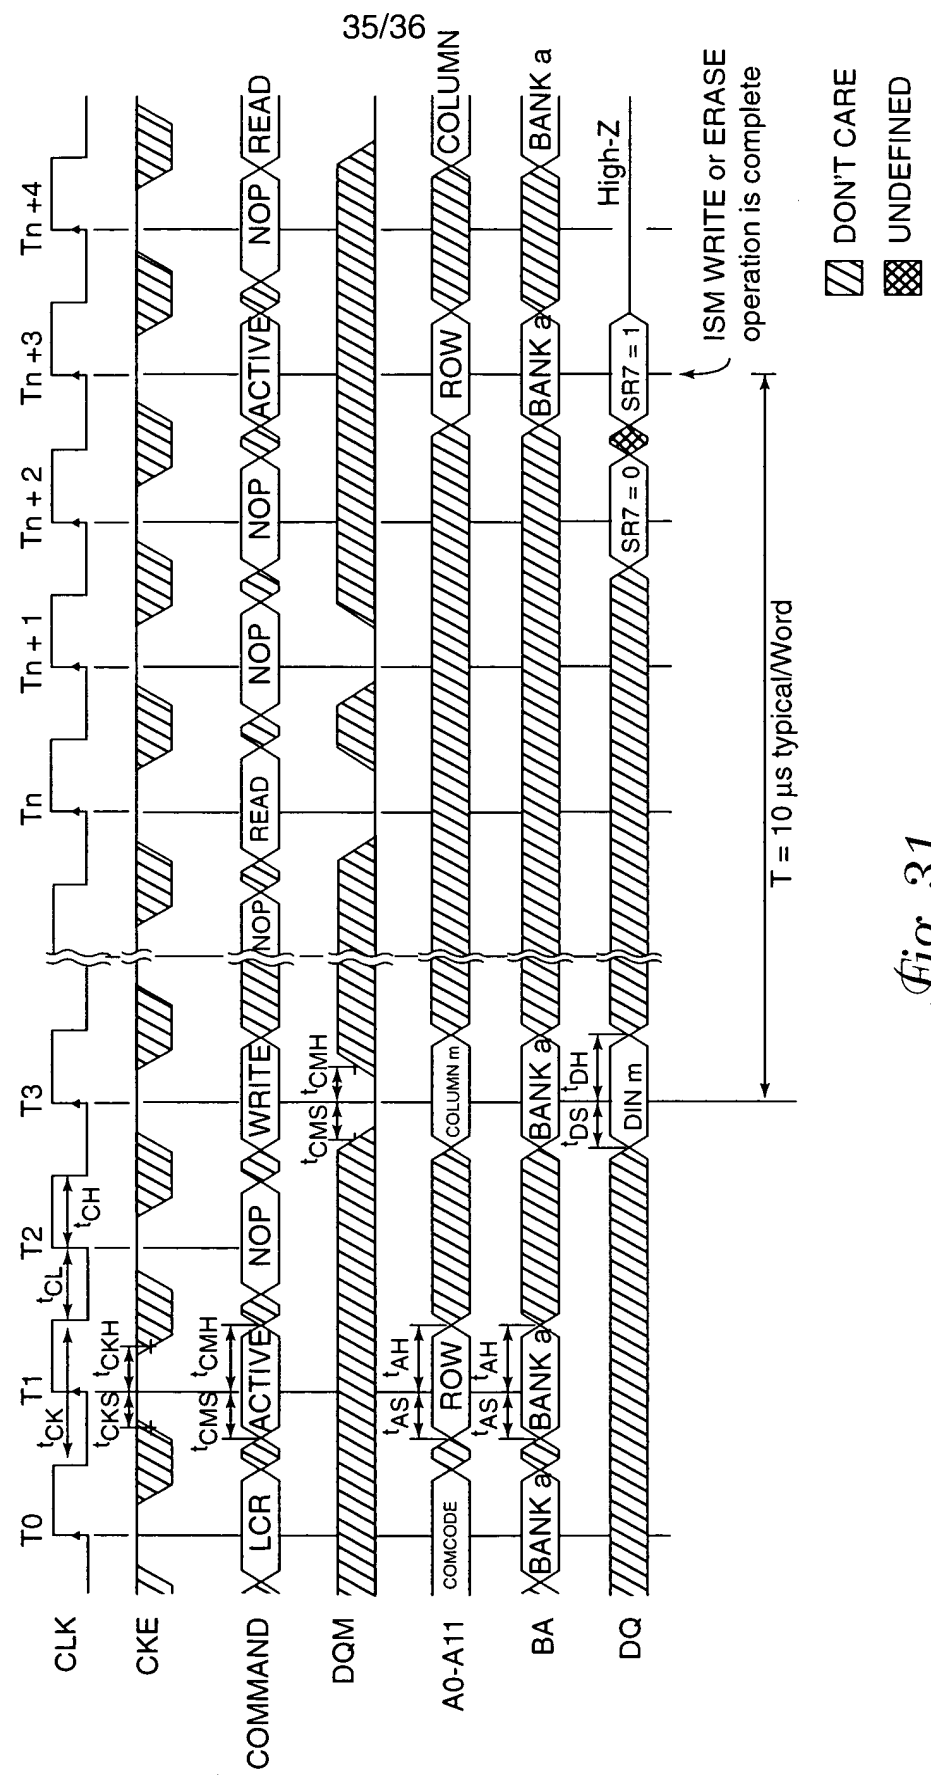 35/36
T0 T1 T2 T3 Tn Tn + 1 Tn + 2 Tn +3 Tn +4
CLK
tCK tCL tCH
CKE
tCKS tCKH
COMMAND
tCMS tCMH
LCR ACTIVE NOP WRITE NOP READ NOP NOP ACTIVE NOP READ
DQM
tCMS tCMH
A0-A11
tAS tAH
COMCODE ROW COLUMN m ROW COLUMN
BA
tAS tAH
BANK a BANK a BANK a BANK a BANK a
DQ
tDS tDH
DIN m SR7 = 0 SR7 = 1 High-Z
T = 10 µs typical/Word
ISM WRITE or ERASE
operation is complete
DON'T CARE
UNDEFINED
Fig. 31